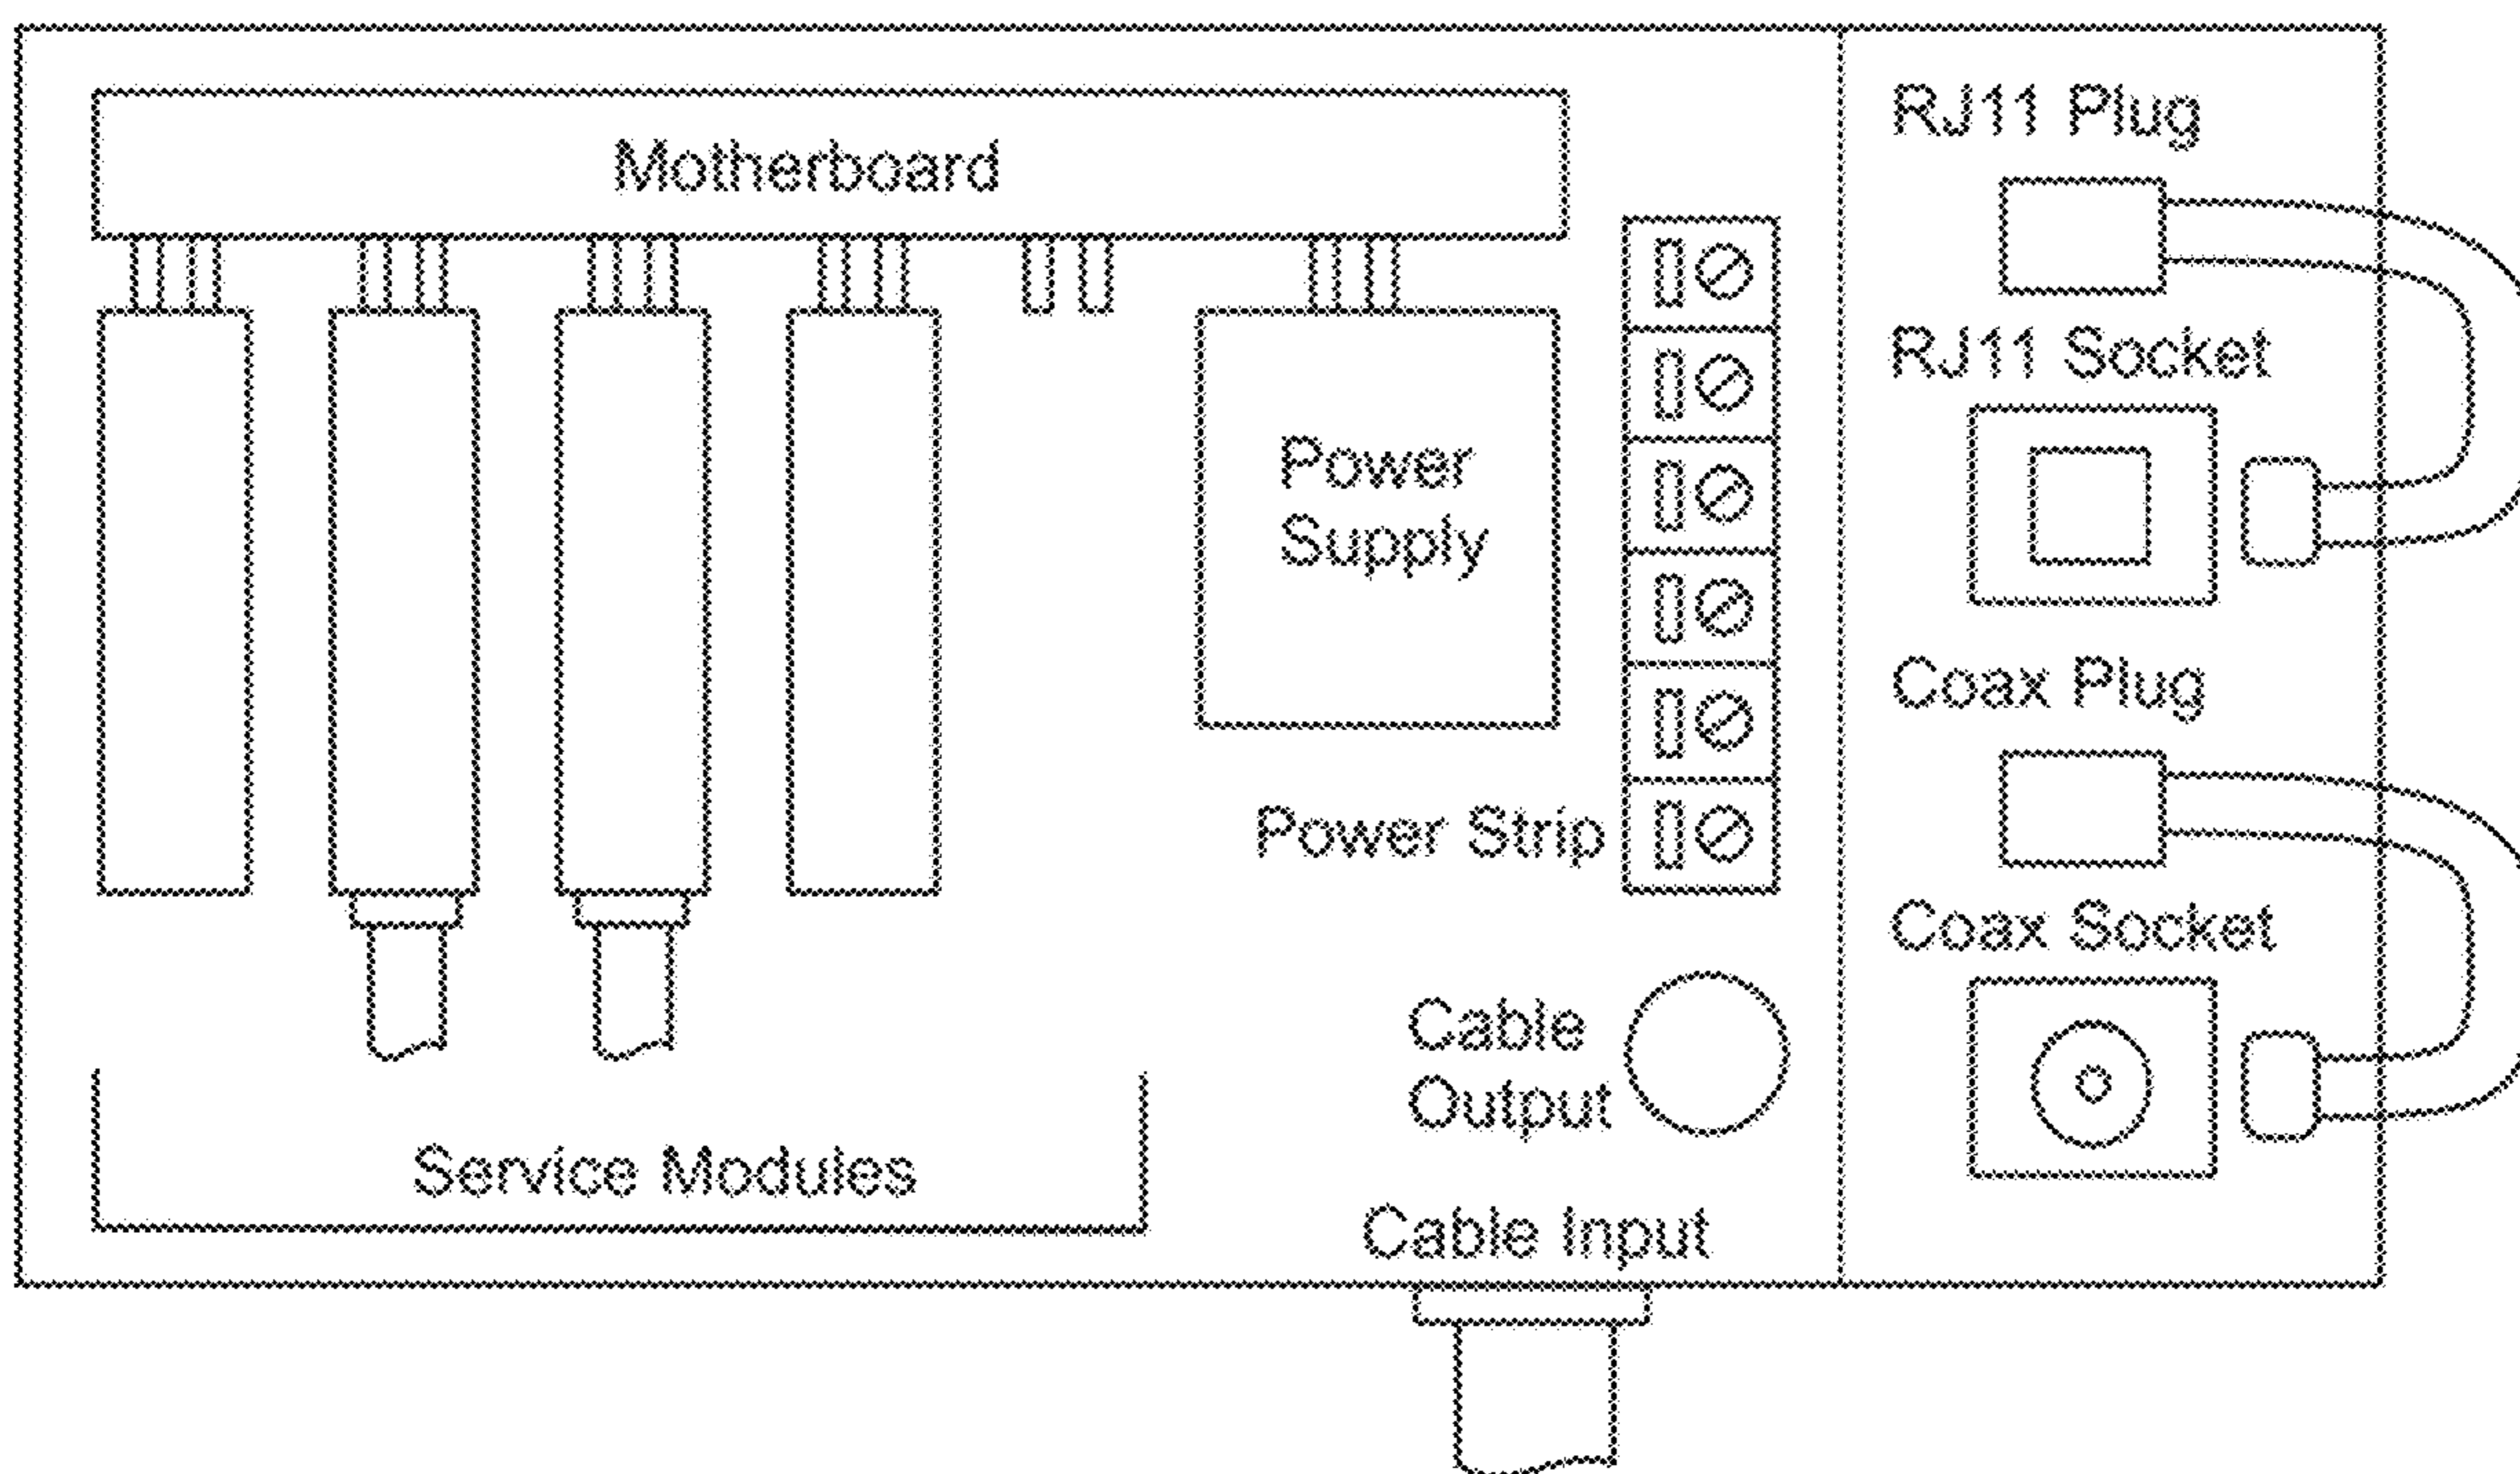 Motherboard
Power
Supply
Power Strip
Cable
Output
Service Modules
Cable Input
RJ11 Plug
RJ11 Socket
Coax Plug
Coax Socket